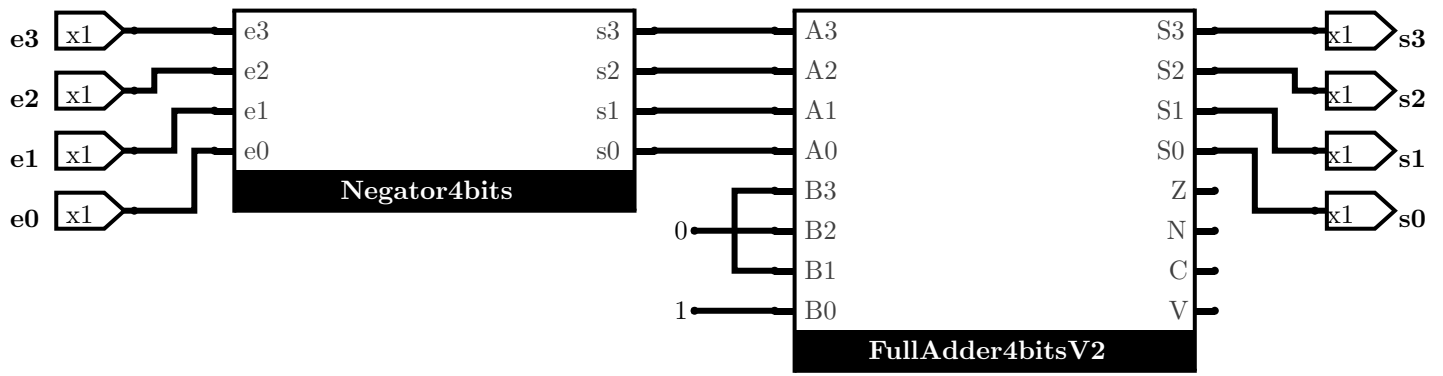 e3 x1 e3 s3 A3 S3 x1 s3
e2 x1 e2 s2 A2 S2 x1 s2
e1 x1 e1 s1 A1 S1 x1 s1
e0 x1 e0 s0 A0 S0 x1 s0
Negator4bits
B3 Z
0 B2 N
B1 C
1 B0 V
FullAdder4bitsV2